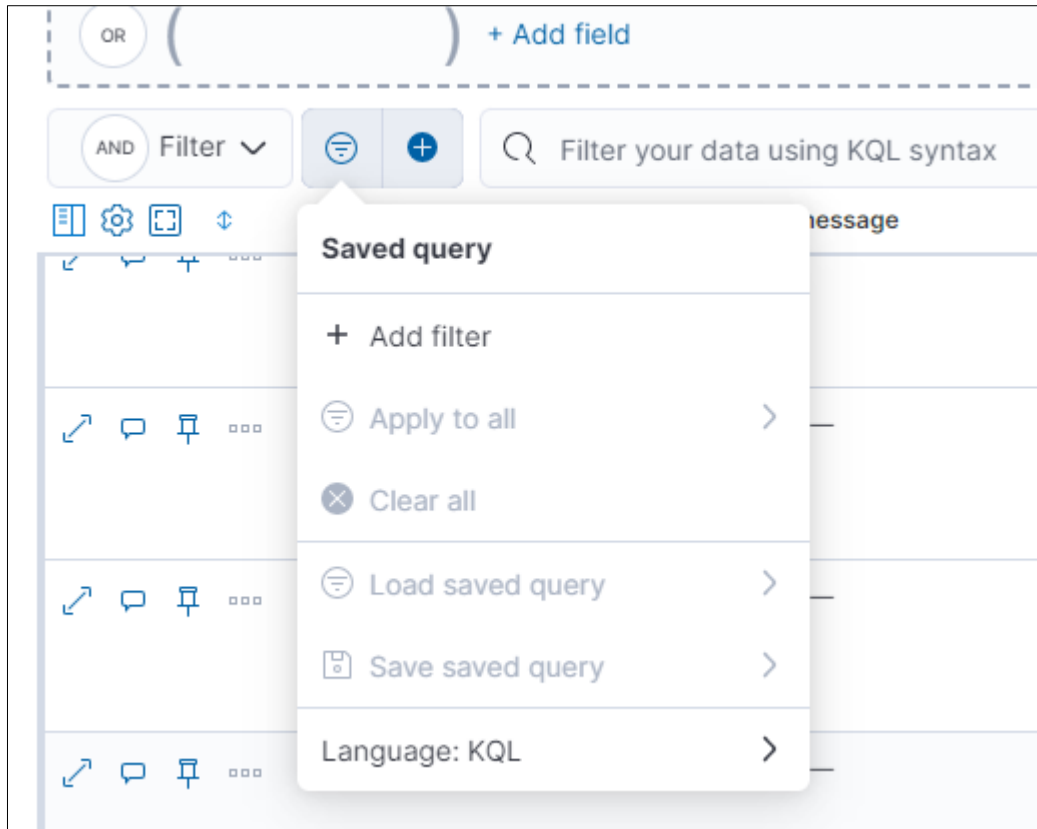 OR ( ) + Add field
AND Filter Filter your data using KQL syntax
message
Saved query
+ Add filter
Apply to all
Clear all
Load saved query
Save saved query
Language: KQL